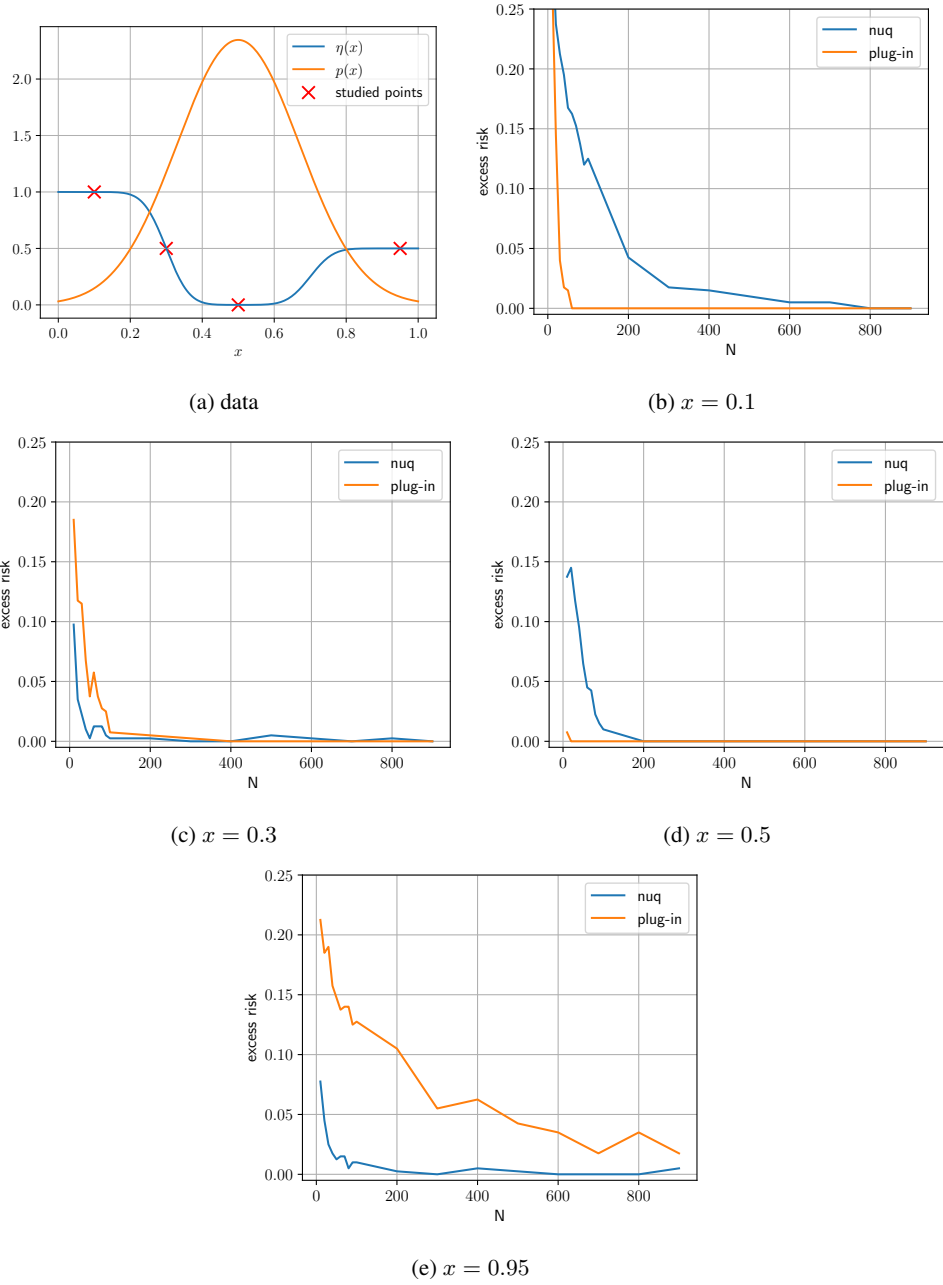 η(x)
p(x)
studied points
2.0
1.5
1.0
0.5
0.0
0.0 0.2 0.4 0.6 0.8 1.0
x
(a) data
nuq
plug-in
excess risk
0.25
0.20
0.15
0.10
0.05
0.00
0 200 400 600 800
N
(b) x = 0.1
nuq
plug-in
excess risk
0.25
0.20
0.15
0.10
0.05
0.00
0 200 400 600 800
N
(c) x = 0.3
nuq
plug-in
excess risk
0.25
0.20
0.15
0.10
0.05
0.00
0 200 400 600 800
N
(d) x = 0.5
nuq
plug-in
excess risk
0.25
0.20
0.15
0.10
0.05
0.00
0 200 400 600 800
N
(e) x = 0.95